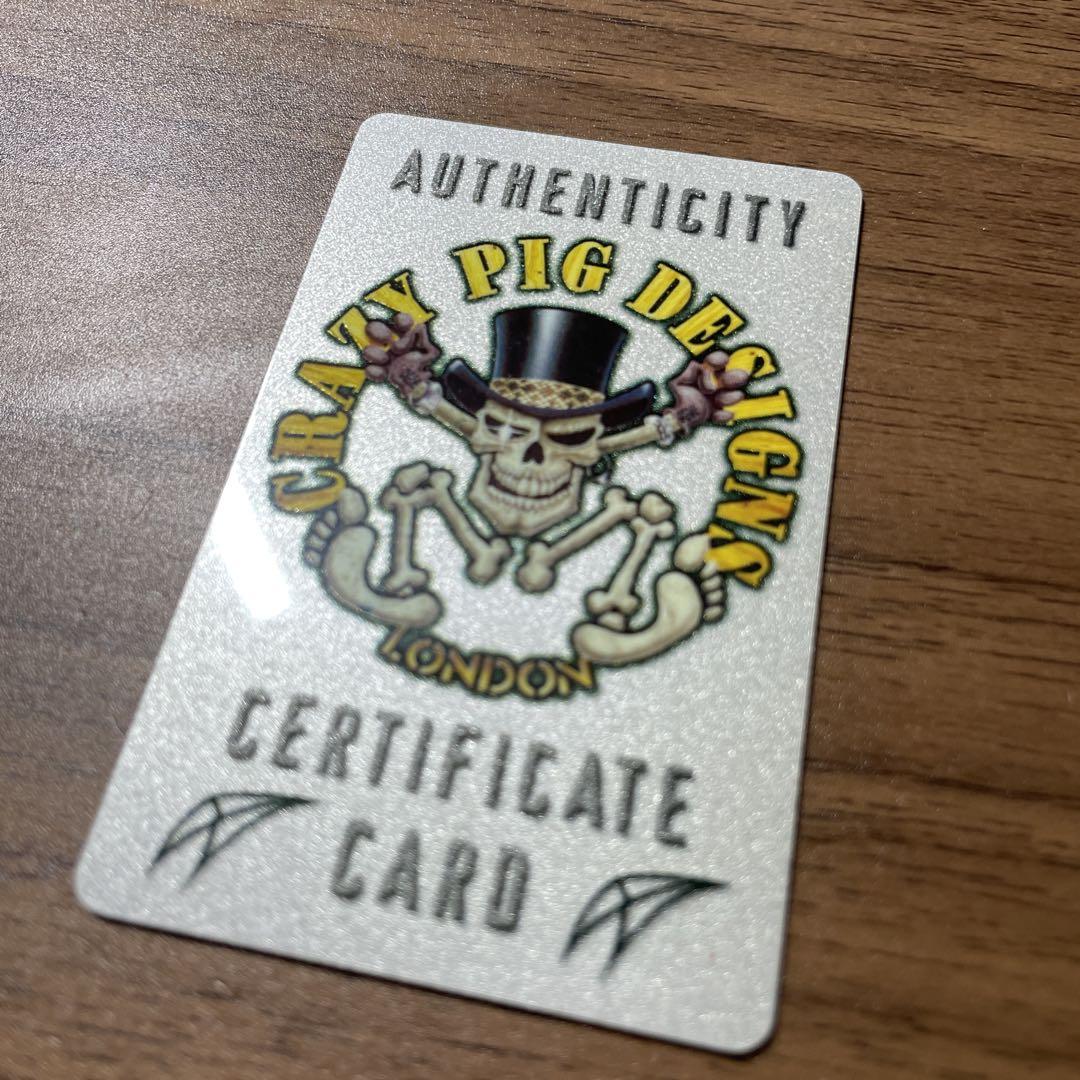 AUTHENTICITY
CRAZY PIG DESIGNS
LONDON
CERTIFICATE
CARD